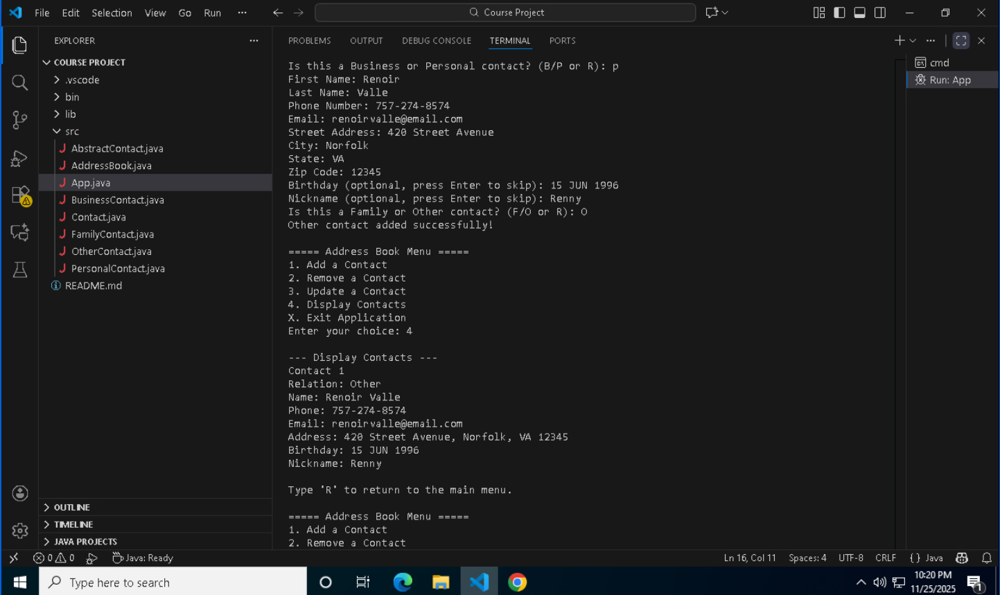 File Edit Selection View Go Run ··· Course Project
EXPLORER ···
COURSE PROJECT
.vscode
bin
lib
src
AbstractContact.java
AddressBook.java
App.java
BusinessContact.java
Contact.java
FamilyContact.java
OtherContact.java
PersonalContact.java
README.md
OUTLINE
TIMELINE
JAVA PROJECTS
PROBLEMS OUTPUT DEBUG CONSOLE TERMINAL PORTS
Is this a Business or Personal contact? (B/P or R): p
First Name: Renoir
Last Name: Valle
Phone Number: 757-274-8574
Email: renoirvalle@email.com
Street Address: 420 Street Avenue
City: Norfolk
State: VA
Zip Code: 12345
Birthday (optional, press Enter to skip): 15 JUN 1996
Nickname (optional, press Enter to skip): Renny
Is this a Family or Other contact? (F/O or R): O
Other contact added successfully!
===== Address Book Menu =====
1. Add a Contact
2. Remove a Contact
3. Update a Contact
4. Display Contacts
X. Exit Application
Enter your choice: 4
--- Display Contacts ---
Contact 1
Relation: Other
Name: Renoir Valle
Phone: 757-274-8574
Email: renoirvalle@email.com
Address: 420 Street Avenue, Norfolk, VA 12345
Birthday: 15 JUN 1996
Nickname: Renny
Type 'R' to return to the main menu.
===== Address Book Menu =====
1. Add a Contact
2. Remove a Contact
cmd
Run: App
0 0 Java: Ready Ln 16, Col 11 Spaces: 4 UTF-8 CRLF {} Java
Type here to search
10:20 PM
11/25/2025
1